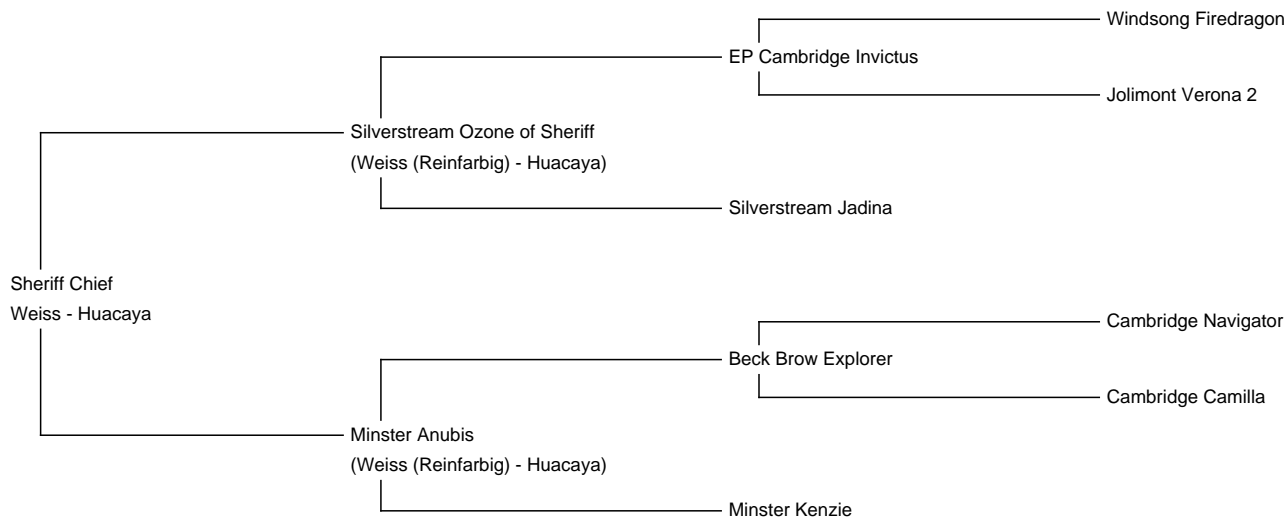 Windsong Firedragon
EP Cambridge Invictus
Jolimont Verona 2
Silverstream Ozone of Sheriff
(Weiss (Reinfarbig) - Huacaya)
Silverstream Jadina
Sheriff Chief
Weiss - Huacaya
Cambridge Navigator
Beck Brow Explorer
Cambridge Camilla
Minster Anubis
(Weiss (Reinfarbig) - Huacaya)
Minster Kenzie